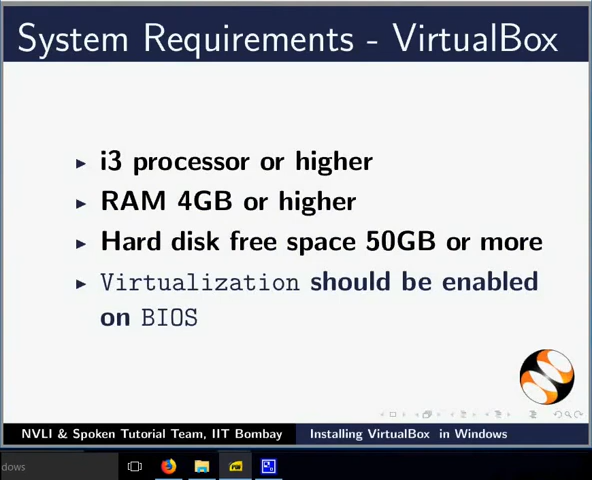 System Requirements - VirtualBox
i3 processor or higher
RAM 4GB or higher
Hard disk free space 50GB or more
Virtualization should be enabled
on BIOS
NVLI & Spoken Tutorial Team, IIT Bombay Installing VirtualBox in Windows
dows